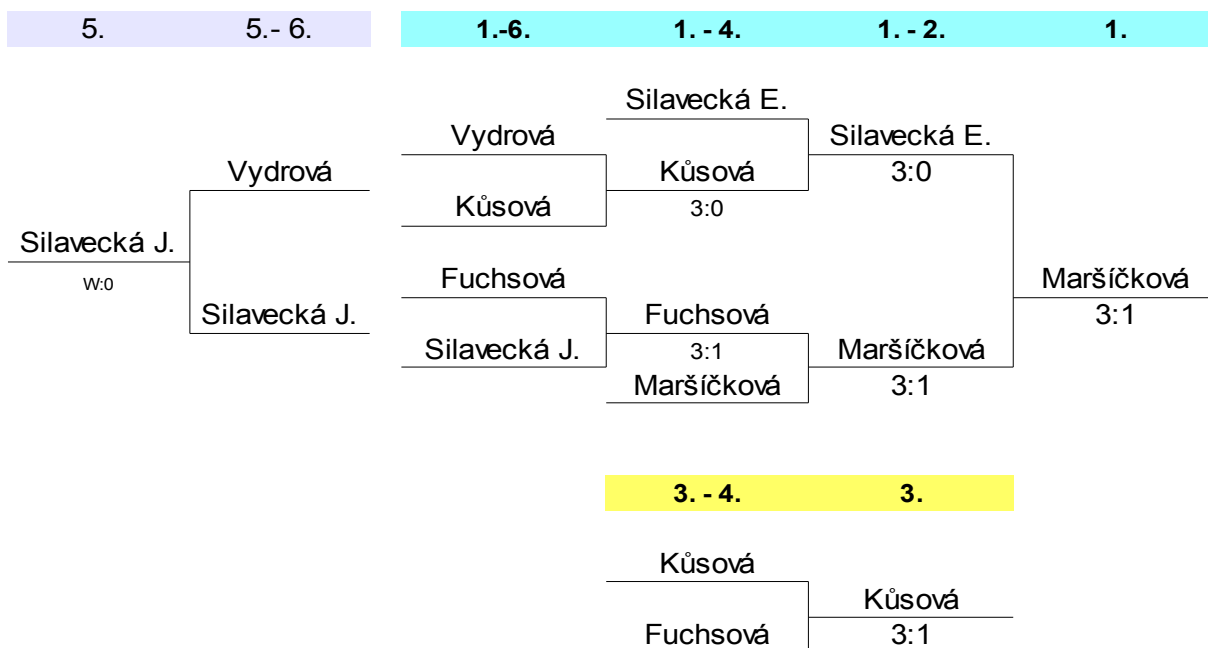 5. 5.- 6. 1.-6. 1. - 4. 1. - 2. 1.
Silavecká E.
Vydrová Silavecká E.
Vydrová Kůsová 3:0
Kůsová 3:0
Silavecká J.
W:0 Fuchsová Maršíčková
Silavecká J. Fuchsová 3:1
Silavecká J. 3:1 Maršíčková
Maršíčková 3:1
3. - 4. 3.
Kůsová
Kůsová
Fuchsová 3:1